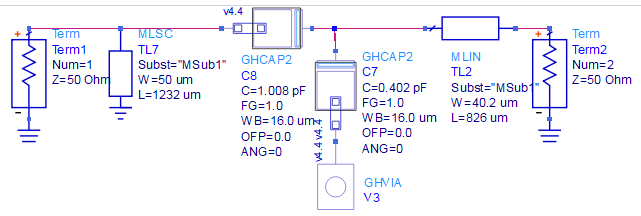 v4.4
Term
Term1
Num=1
Z=50 Ohm
MLSC
TL7
Subst="MSub1"
W=50 um
L=1232 um
GHCAP2
C8
C=1.008 pF
FG=1.0
WB=16.0 um
OFP=0.0
ANG=0
GHCAP2
C7
C=0.402 pF
FG=1.0
WB=16.0 um
OFP=0.0
ANG=0
v4.4
v4.4
GHVIA
V3
MLIN
TL2
Subst="MSub1"
W=40.2 um
L=826 um
Term
Term2
Num=2
Z=50 Ohm